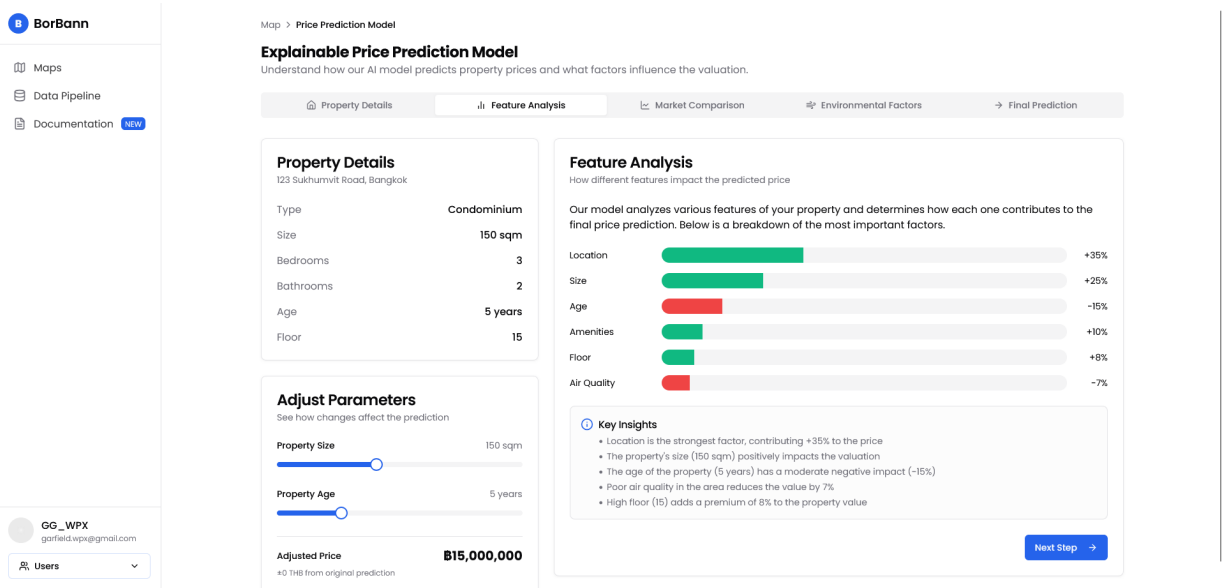 B BorBann
Maps
Data Pipeline
Documentation NEW
GG_WPX
garfield.wpx@gmail.com
Users
Map > Price Prediction Model
Explainable Price Prediction Model
Understand how our AI model predicts property prices and what factors influence the valuation.
Property Details
Feature Analysis
Market Comparison
Environmental Factors
Final Prediction
Property Details
123 Sukhumvit Road, Bangkok
Type Condominium
Size 150 sqm
Bedrooms 3
Bathrooms 2
Age 5 years
Floor 15
Adjust Parameters
See how changes affect the prediction
Property Size 150 sqm
Property Age 5 years
Adjusted Price ฿15,000,000
±0 THB from original prediction
Feature Analysis
How different features impact the predicted price
Our model analyzes various features of your property and determines how each one contributes to the
final price prediction. Below is a breakdown of the most important factors.
Location +35%
Size +25%
Age -15%
Amenities +10%
Floor +8%
Air Quality -7%
Key Insights
• Location is the strongest factor, contributing +35% to the price
• The property's size (150 sqm) positively impacts the valuation
• The age of the property (5 years) has a moderate negative impact (-15%)
• Poor air quality in the area reduces the value by 7%
• High floor (15) adds a premium of 8% to the property value
Next Step →